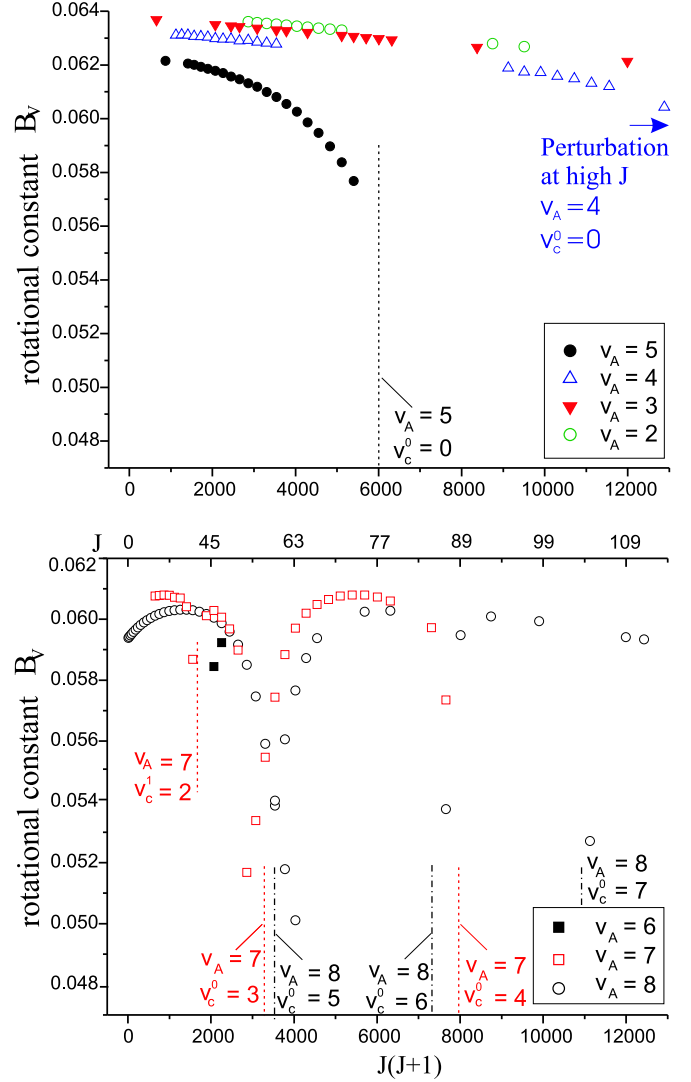 0.064
0.062
0.060
0.058
0.056
0.054
0.052
0.050
0.048
rotational constant B_v
0 2000 4000 6000 8000 10000 12000
Perturbation
at high J
v_A = 4
v_c^0 = 0
v_A = 5
v_c^0 = 0
v_A = 5
v_A = 4
v_A = 3
v_A = 2
J 0 45 63 77 89 99 109
0.062
0.060
0.058
0.056
0.054
0.052
0.050
0.048
rotational constant B_v
v_A = 7
v_c^1 = 2
v_A = 7
v_c^0 = 3
v_A = 8
v_c^0 = 5
v_A = 8
v_c^0 = 6
v_A = 7
v_c^0 = 4
v_A = 8
v_c^0 = 7
v_A = 6
v_A = 7
v_A = 8
0 2000 4000 6000 8000 10000 12000
J(J+1)